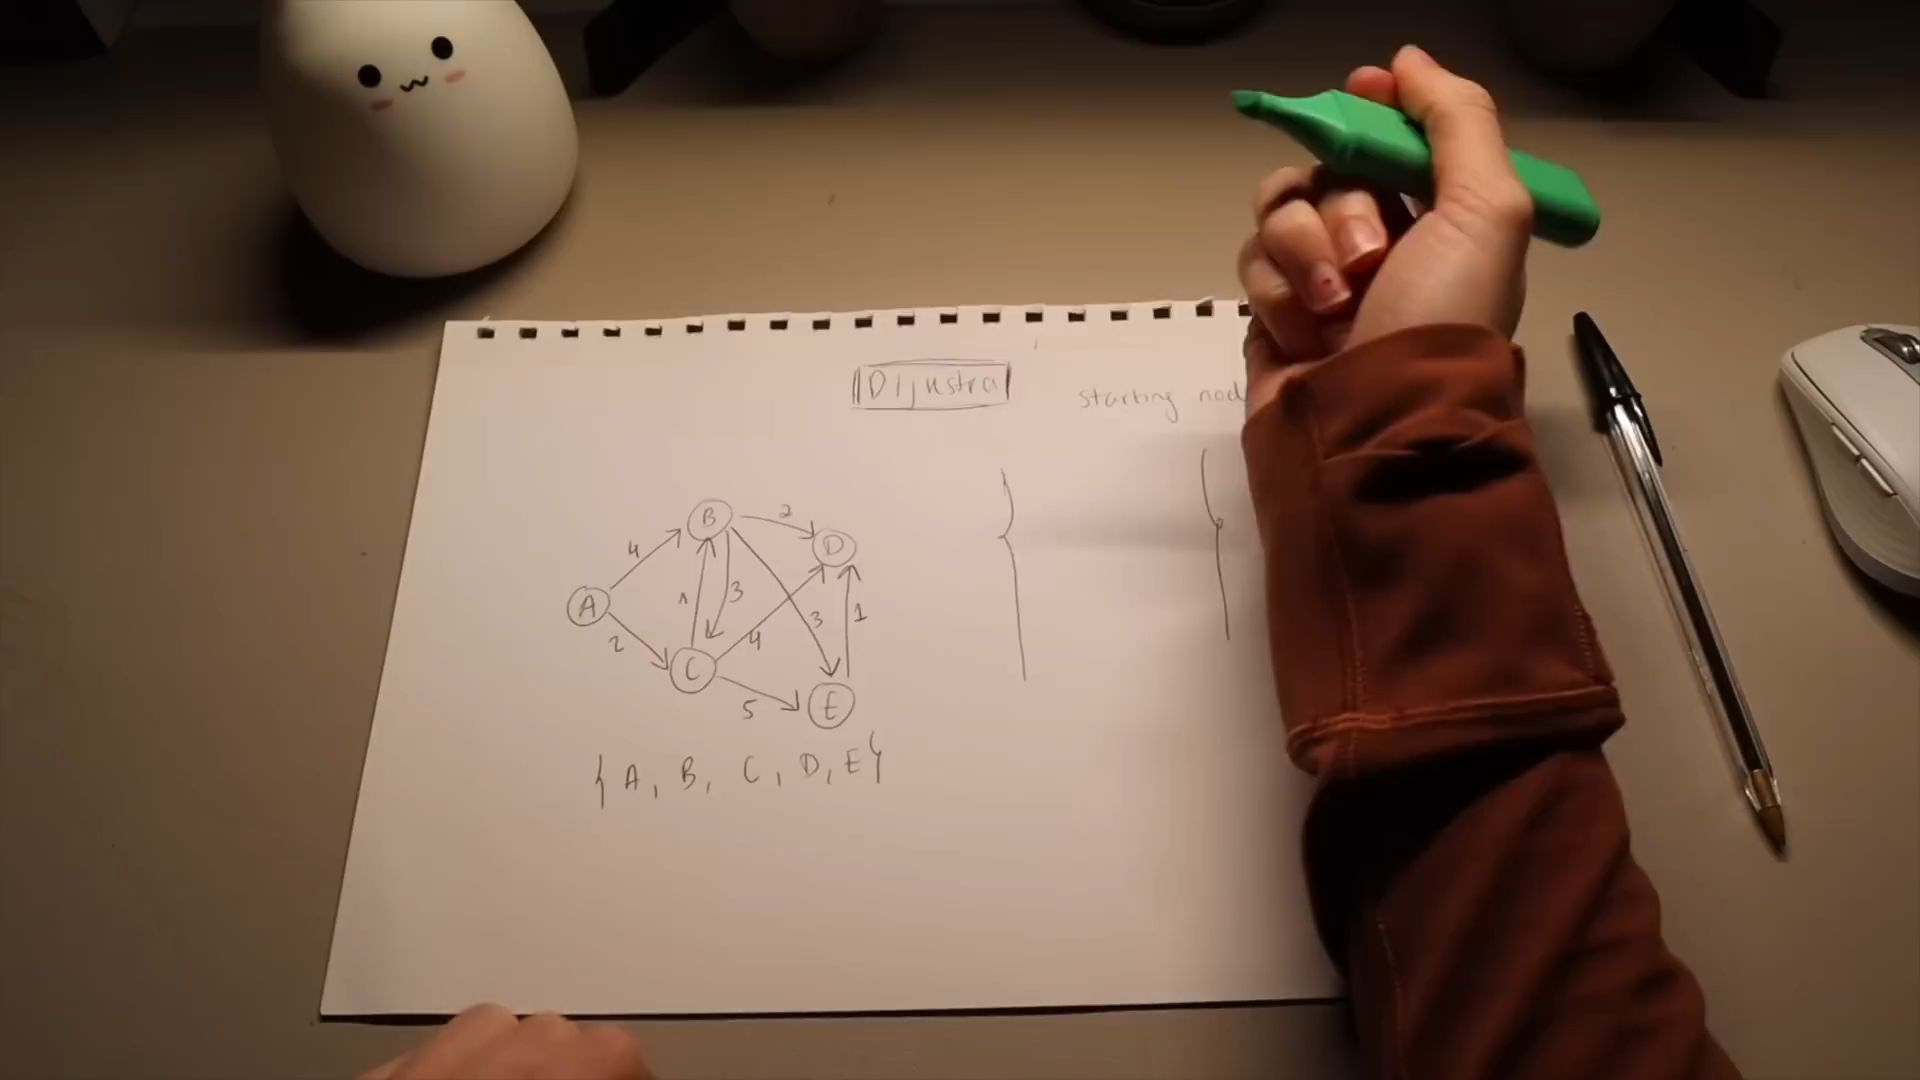 Dijkstra
starting nod
B
2
D
4
A
1
3
2
4
3
1
C
5
E
{ A, B, C, D, E }